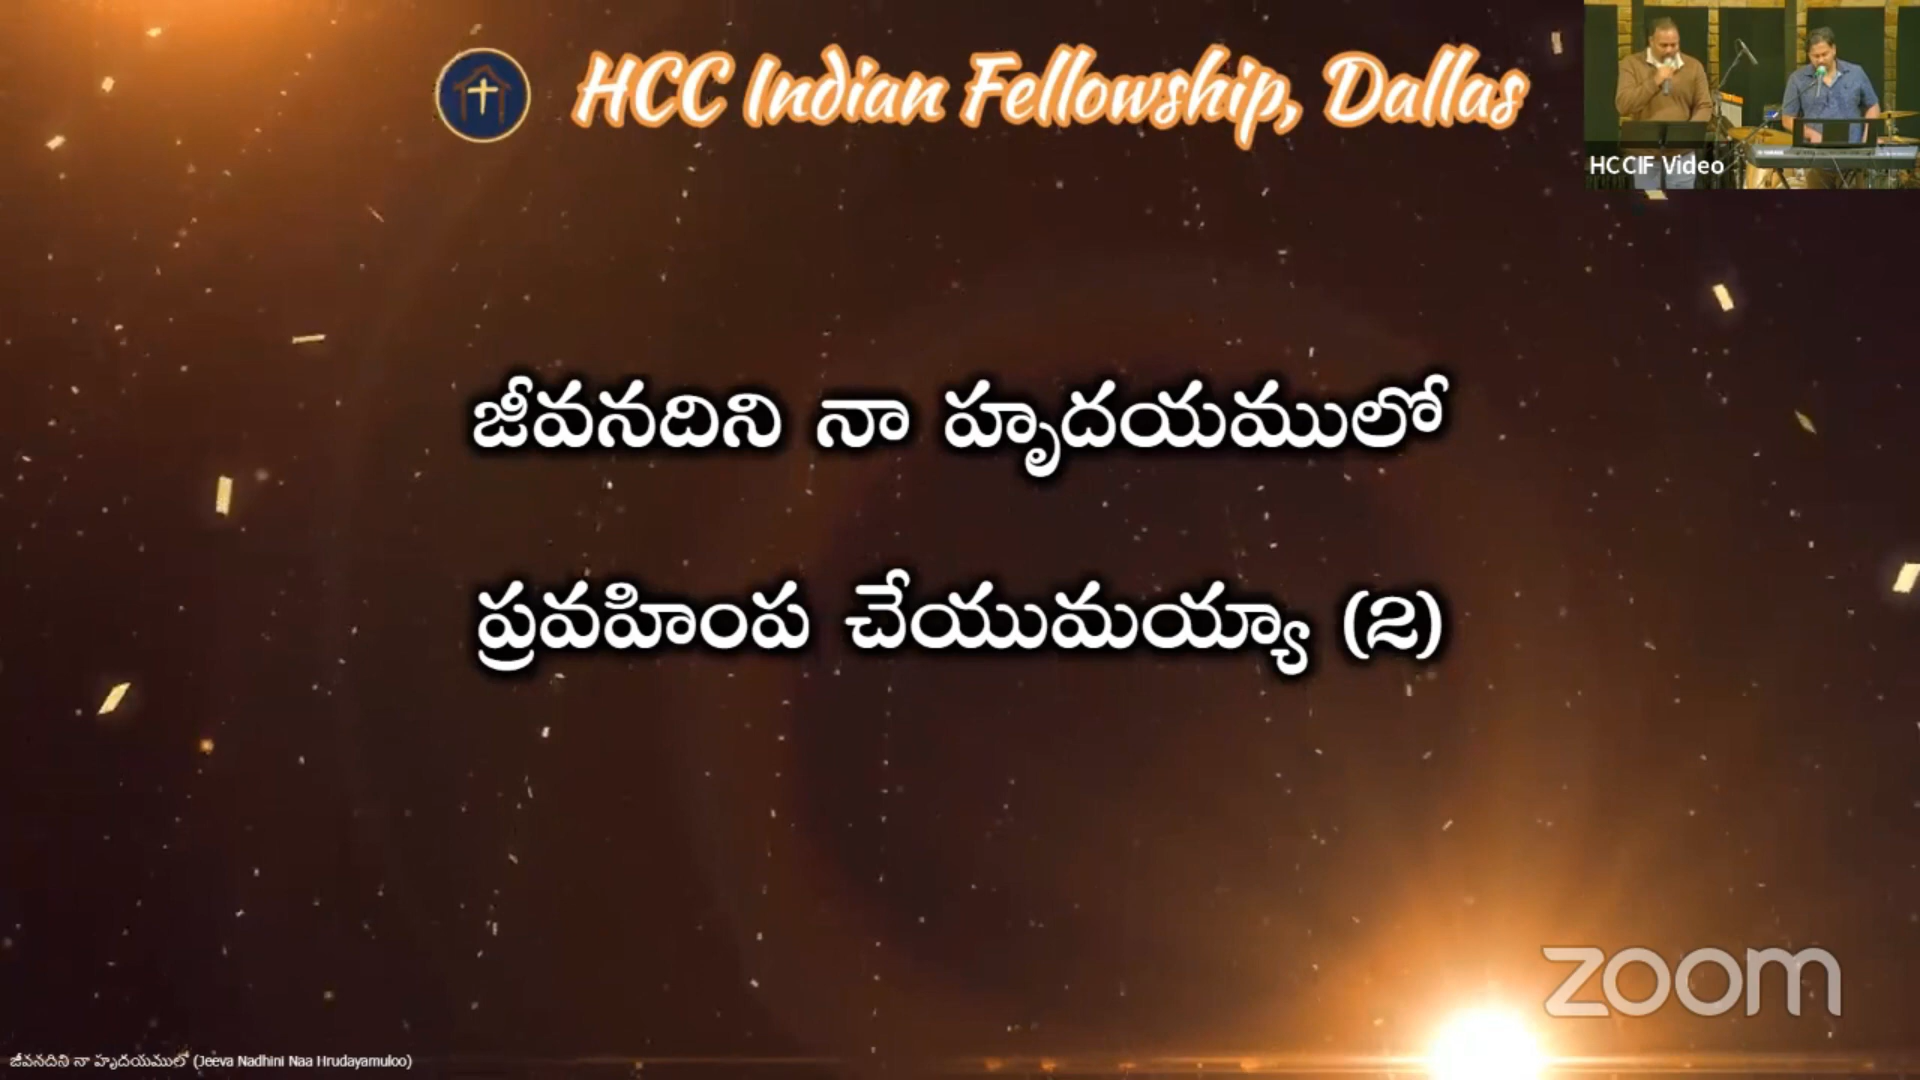 HCC Indian Fellowship, Dallas
HCCIF Video
జీవనదిని నా హృదయములో
ప్రవహింప చేయుమయ్యా (2)
zoom
జీవనదిని నా హృదయములో (Jeeva Nadhini Naa Hrudayamuloo)